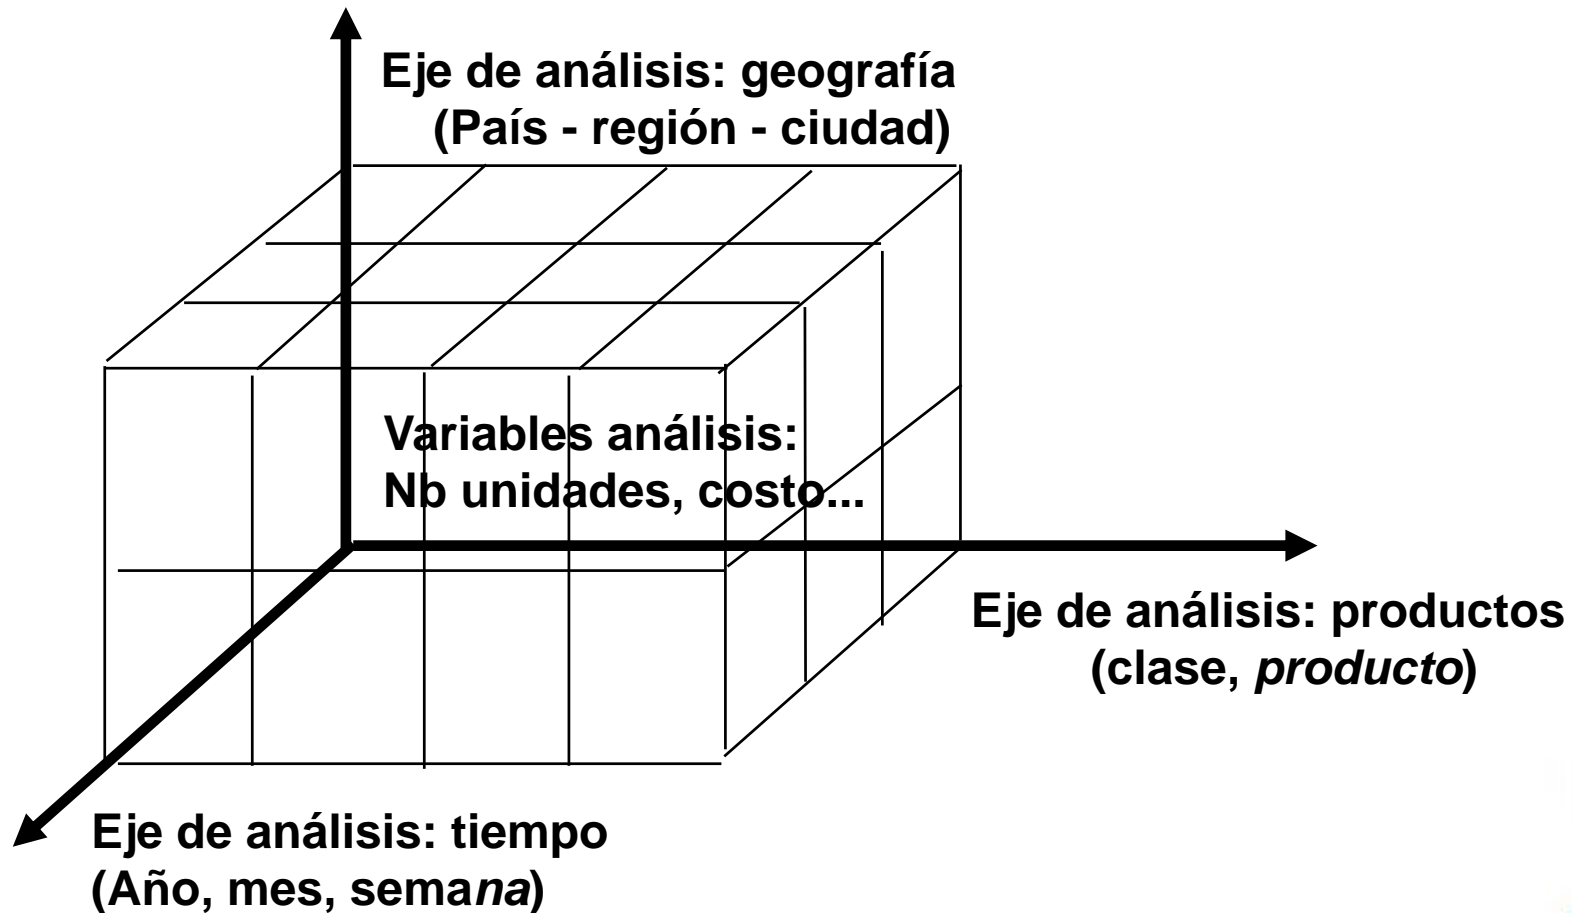 Eje de análisis: geografía
(País - región - ciudad)
Variables análisis:
Nb unidades, costo...
Eje de análisis: productos
(clase, producto)
Eje de análisis: tiempo
(Año, mes, semana)